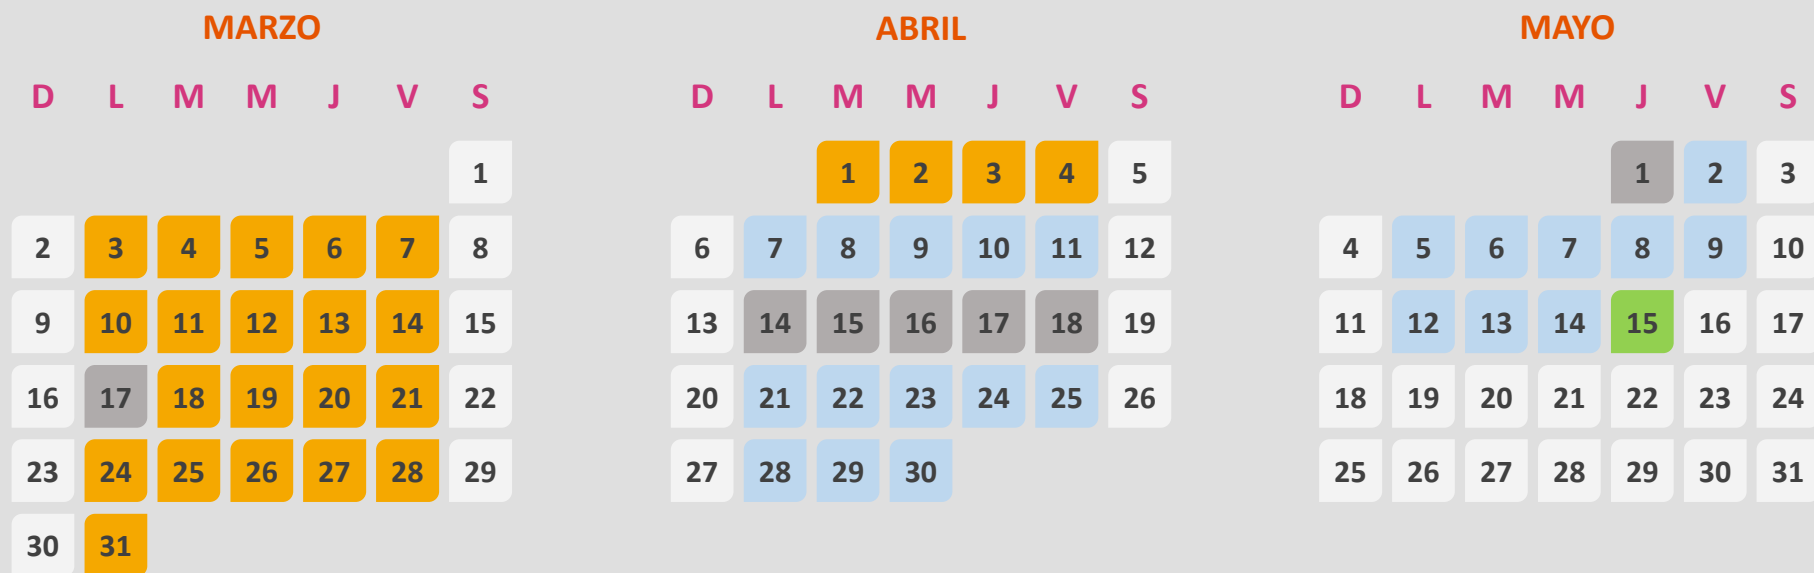 MARZO ABRIL MAYO
D L M M J V S D L M M J V S D L M M J V S
1 1 2 3 4 5 1 2 3
2 3 4 5 6 7 8 6 7 8 9 10 11 12 4 5 6 7 8 9 10
9 10 11 12 13 14 15 13 14 15 16 17 18 19 11 12 13 14 15 16 17
16 17 18 19 20 21 22 20 21 22 23 24 25 26 18 19 20 21 22 23 24
23 24 25 26 27 28 29 27 28 29 30 25 26 27 28 29 30 31
30 31